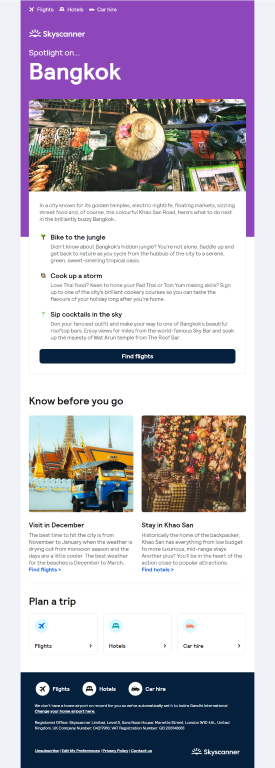 Flights Hotels Car hire
Skyscanner
Spotlight on...
Bangkok
In a city known for its golden temples, electric nightlife, floating markets, sizzling
street food and, of course, the colourful Khao San Road, here's what to do next
in the brilliantly buzzy Bangkok.
Bike to the jungle
Didn't know about Bangkok's hidden jungle? You're not alone. Saddle up and
get back to nature as you cycle from the hubbub of the city to a serene,
green, sweet-smelling tropical oasis.
Cook up a storm
Love Thai food? Keen to hone your Pad Thai or Tom Yum making skills? Sign
up to one of the city's brilliant cookery courses so you can taste the
flavours of your holiday long after you're home.
Sip cocktails in the sky
Don your fanciest outfit and make your way to one of Bangkok's beautiful
rooftop bars. Enjoy views for miles from the world-famous Sky Bar and soak
up the majesty of Wat Arun temple from The Roof Bar
Find flights
Know before you go
Visit in December
The best time to hit the city is from
November to January when the weather is
drying out from monsoon season and the
days are a little cooler. The best weather
for the beaches is December to March.
Find flights >
Stay in Khao San
Historically the home of the backpacker,
Khao San has everything from low budget
to more luxurious, mid-range stays.
Another plus? You'll be in the heart of the
action close to popular attractions.
Find hotels >
Plan a trip
Flights >
Hotels >
Car hire >
Flights Hotels Car hire
We don't have a home airport on record for you so we've automatically set it to Indira Gandhi International.
Change your home airport here.
Registered Office: Skyscanner Limited, Level 5, Ilona Rose House, Manette Street, London W1D 4AL, United
Kingdom. UK Company Number: 04217916; VAT Registration Number: GB 208148618
Unsubscribe | Edit My Preferences | Privacy Policy | Contact us
Skyscanner